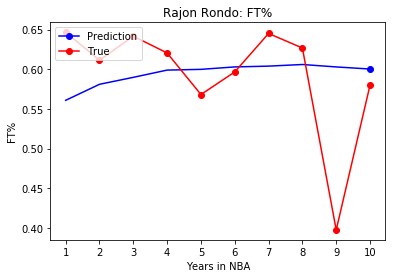 Rajon Rondo: FT%
Prediction
True
0.65
0.60
0.55
0.50
0.45
0.40
FT%
1 2 3 4 5 6 7 8 9 10
Years in NBA